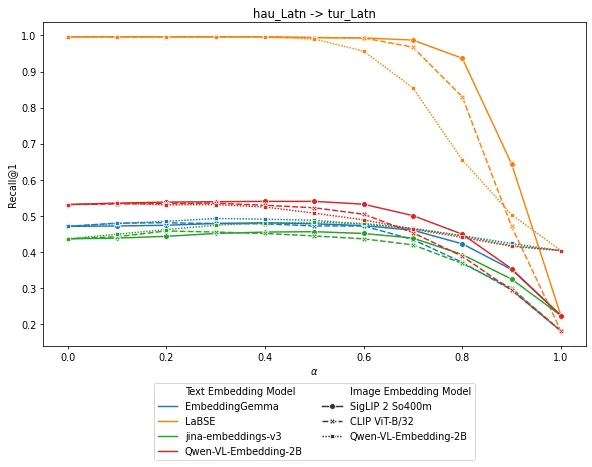 hau_Latn -> tur_Latn
Recall@1
1.0
0.9
0.8
0.7
0.6
0.5
0.4
0.3
0.2
0.0 0.2 0.4 0.6 0.8 1.0
α
Text Embedding Model
EmbeddingGemma
LaBSE
jina-embeddings-v3
Qwen-VL-Embedding-2B
Image Embedding Model
SigLIP 2 So400m
CLIP ViT-B/32
Qwen-VL-Embedding-2B